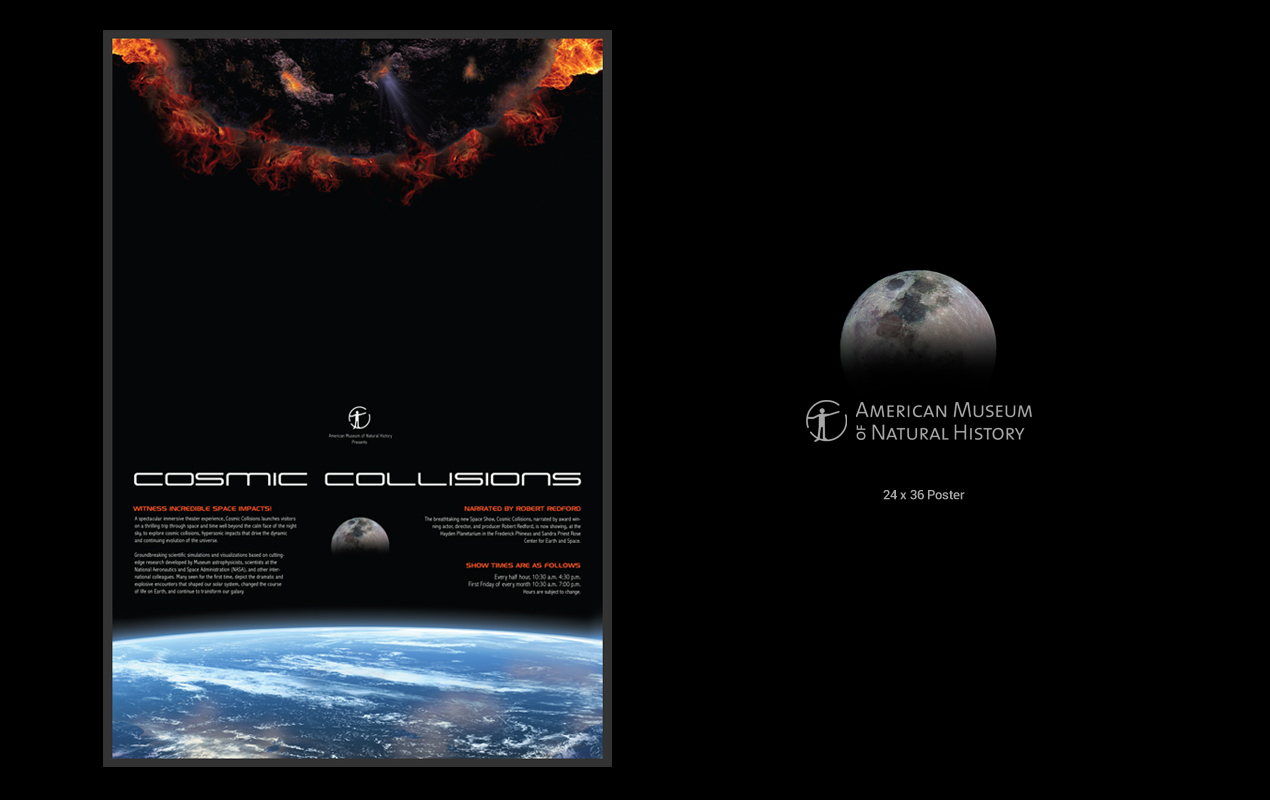 American Museum of Natural History
Presents
COSMIC COLLISIONS
WITNESS INCREDIBLE SPACE IMPACTS!
A spectacular immersive theater experience, Cosmic Collisions launches visitors
on a thrilling trip through space and time well beyond the calm face of the night
sky, to explore cosmic collisions, hypersonic impacts that drive the dynamic
and continuing evolution of the universe.
Groundbreaking scientific simulations and visualizations based on cutting-
edge research developed by Museum astrophysicists, scientists at the
National Aeronautics and Space Administration (NASA), and other inter-
national colleagues. Many seen for the first time, depict the dramatic and
explosive encounters that shaped our solar system, changed the course
of life on Earth, and continue to transform our galaxy.
NARRATED BY ROBERT REDFORD
The breathtaking new Space Show, Cosmic Collisions, narrated by award win-
ning actor, director, and producer Robert Redford, is now showing, at the
Hayden Planetarium in the Frederick Phineas and Sandra Priest Rose
Center for Earth and Space.
SHOW TIMES ARE AS FOLLOWS
Every half hour, 10:30 a.m. 4:30 p.m.
First Friday of every month 10:30 a.m. 7:00 p.m.
Hours are subject to change.
AMERICAN MUSEUM
OF NATURAL HISTORY
24 x 36 Poster